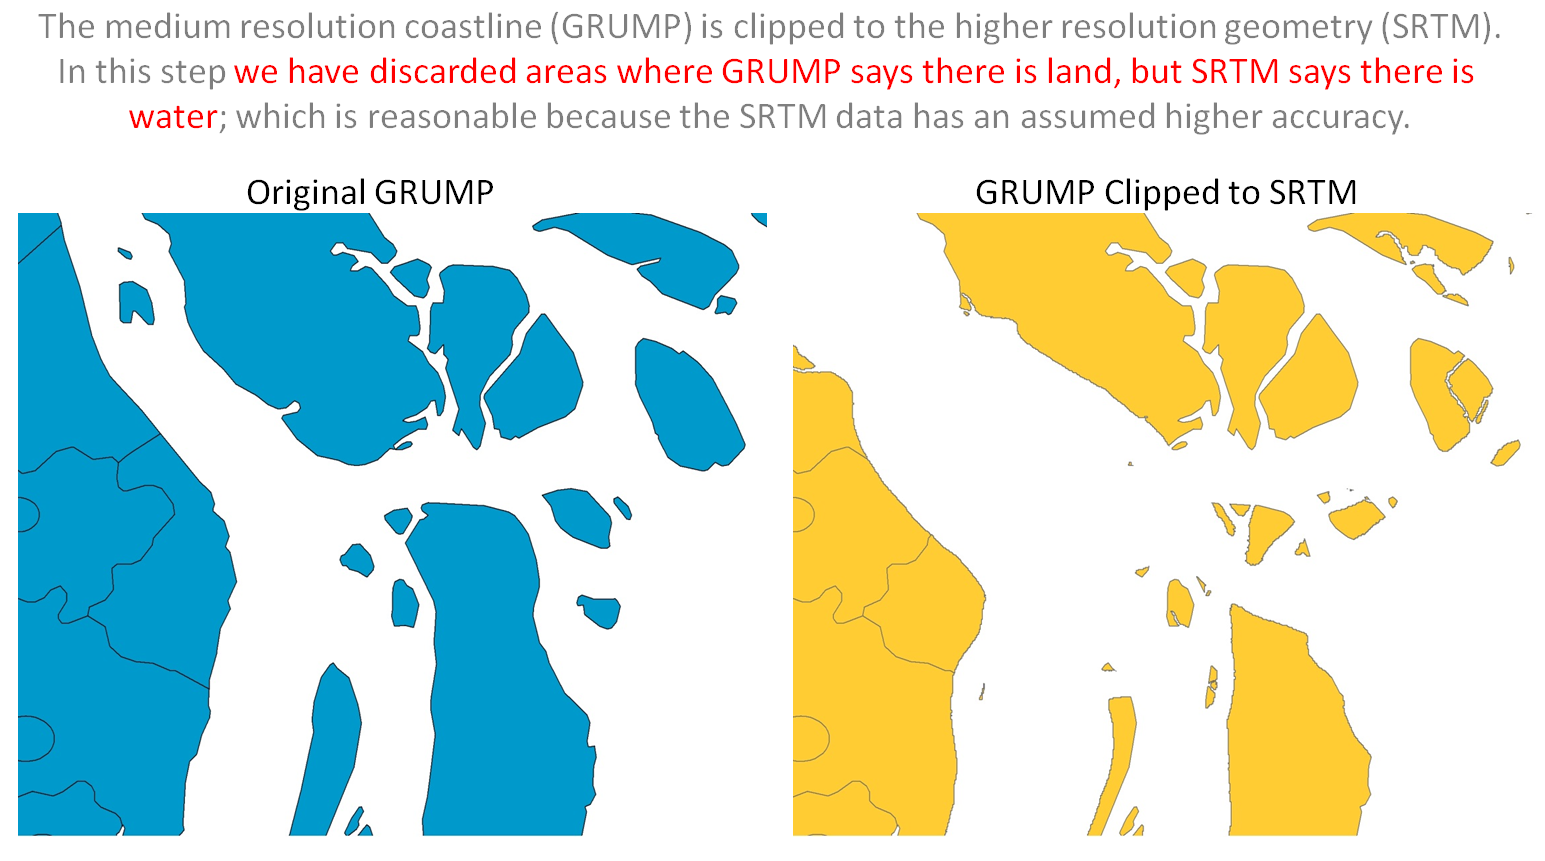 The medium resolution coastline (GRUMP) is clipped to the higher resolution geometry (SRTM).
In this step we have discarded areas where GRUMP says there is land, but SRTM says there is
water; which is reasonable because the SRTM data has an assumed higher accuracy.
Original GRUMP
GRUMP Clipped to SRTM